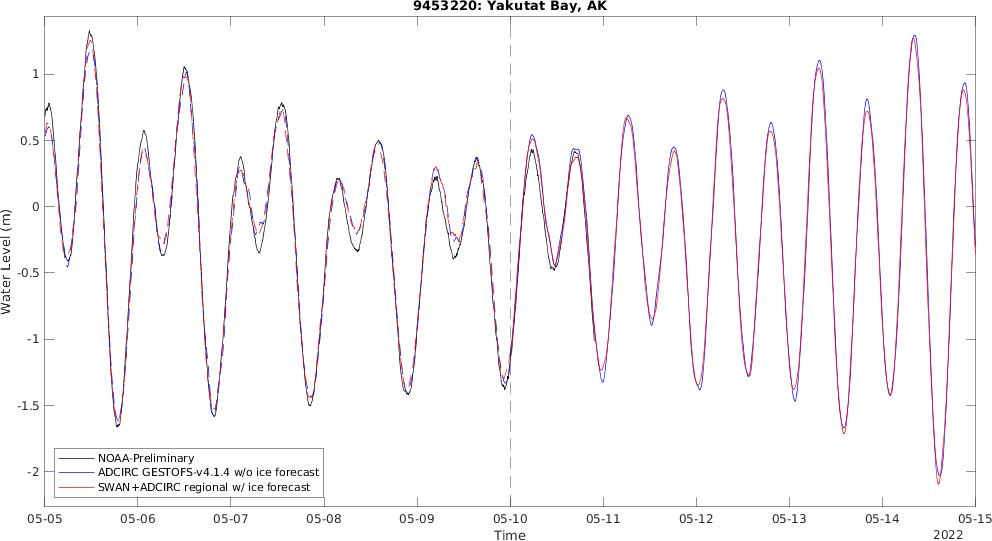 9453220: Yakutat Bay, AK
Water Level (m)
1
0.5
0
-0.5
-1
-1.5
-2
NOAA-Preliminary
ADCIRC GESTOFS-v4.1.4 w/o ice forecast
SWAN+ADCIRC regional w/ ice forecast
05-05 05-06 05-07 05-08 05-09 05-10 05-11 05-12 05-13 05-14 05-15
Time
2022